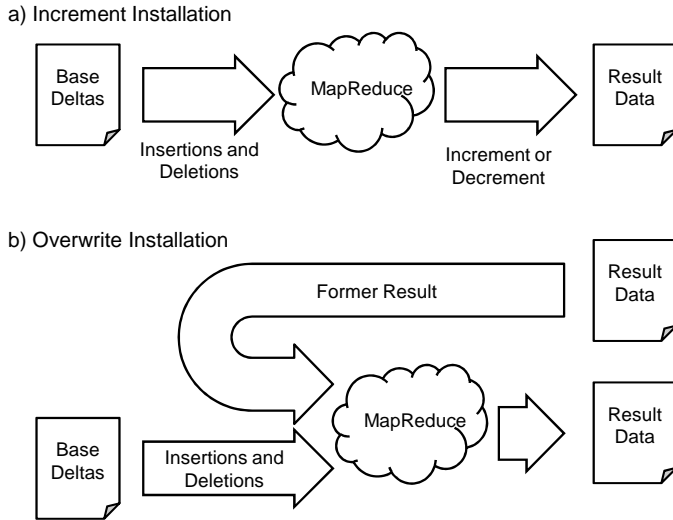 a) Increment Installation
Base
Deltas
Insertions and
Deletions
MapReduce
Increment or
Decrement
Result
Data
b) Overwrite Installation
Former Result
Result
Data
Base
Deltas
Insertions and
Deletions
MapReduce
Result
Data